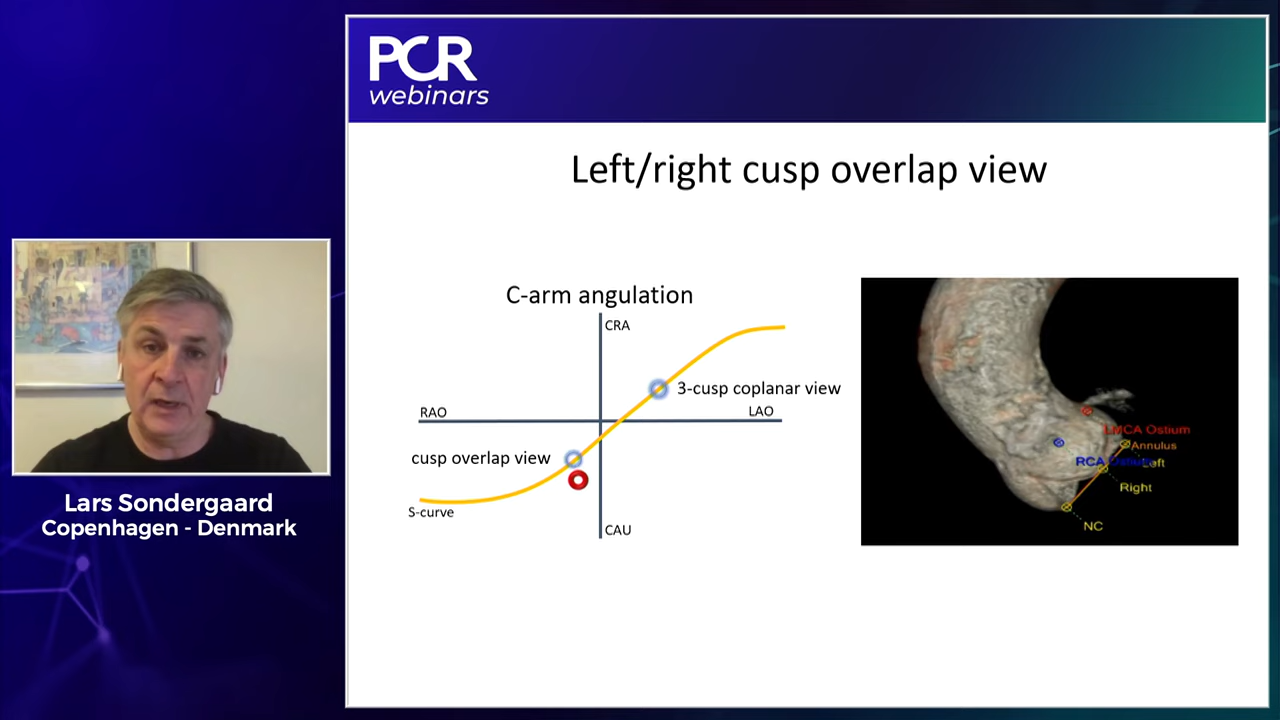 PCR
webinars
Left/right cusp overlap view
C-arm angulation
CRA
3-cusp coplanar view
RAO
LAO
cusp overlap view
S-curve
CAU
LMCA Ostium
Annulus
RCA
Left
Right
NC
Lars Sondergaard
Copenhagen - Denmark